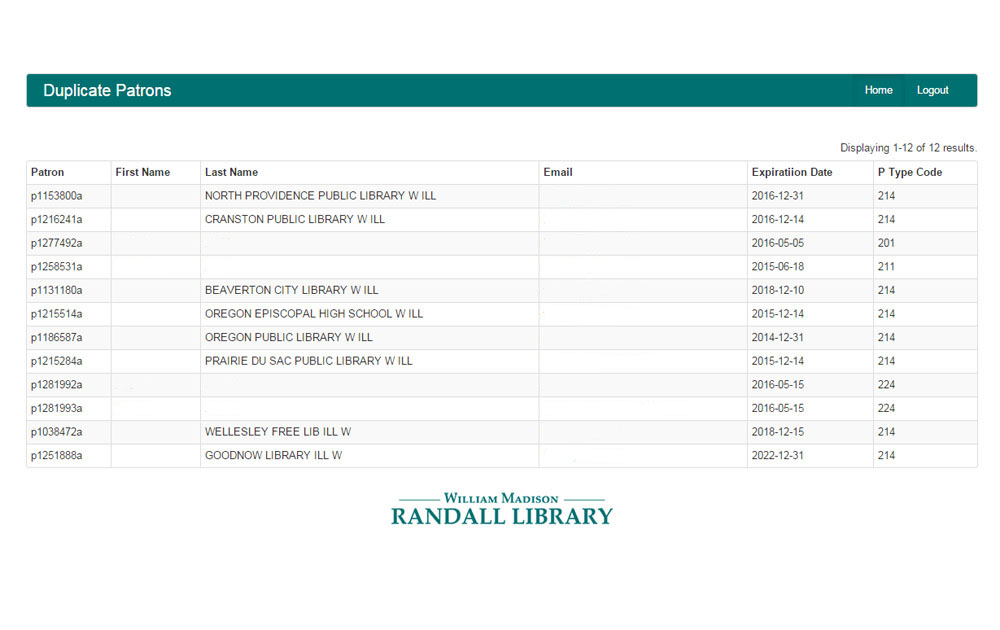 Duplicate Patrons Home Logout
Displaying 1-12 of 12 results.
Patron First Name Last Name Email Expiratiion Date P Type Code
p1153800a NORTH PROVIDENCE PUBLIC LIBRARY W ILL 2016-12-31 214
p1216241a CRANSTON PUBLIC LIBRARY W ILL 2016-12-14 214
p1277492a 2016-05-05 201
p1258531a 2015-06-18 211
p1131180a BEAVERTON CITY LIBRARY W ILL 2018-12-10 214
p1215514a OREGON EPISCOPAL HIGH SCHOOL W ILL 2015-12-14 214
p1186587a OREGON PUBLIC LIBRARY W ILL 2014-12-31 214
p1215284a PRAIRIE DU SAC PUBLIC LIBRARY W ILL 2015-12-14 214
p1281992a 2016-05-15 224
p1281993a 2016-05-15 224
p1038472a WELLESLEY FREE LIB ILL W 2018-12-15 214
p1251888a GOODNOW LIBRARY ILL W 2022-12-31 214
WILLIAM MADISON
RANDALL LIBRARY